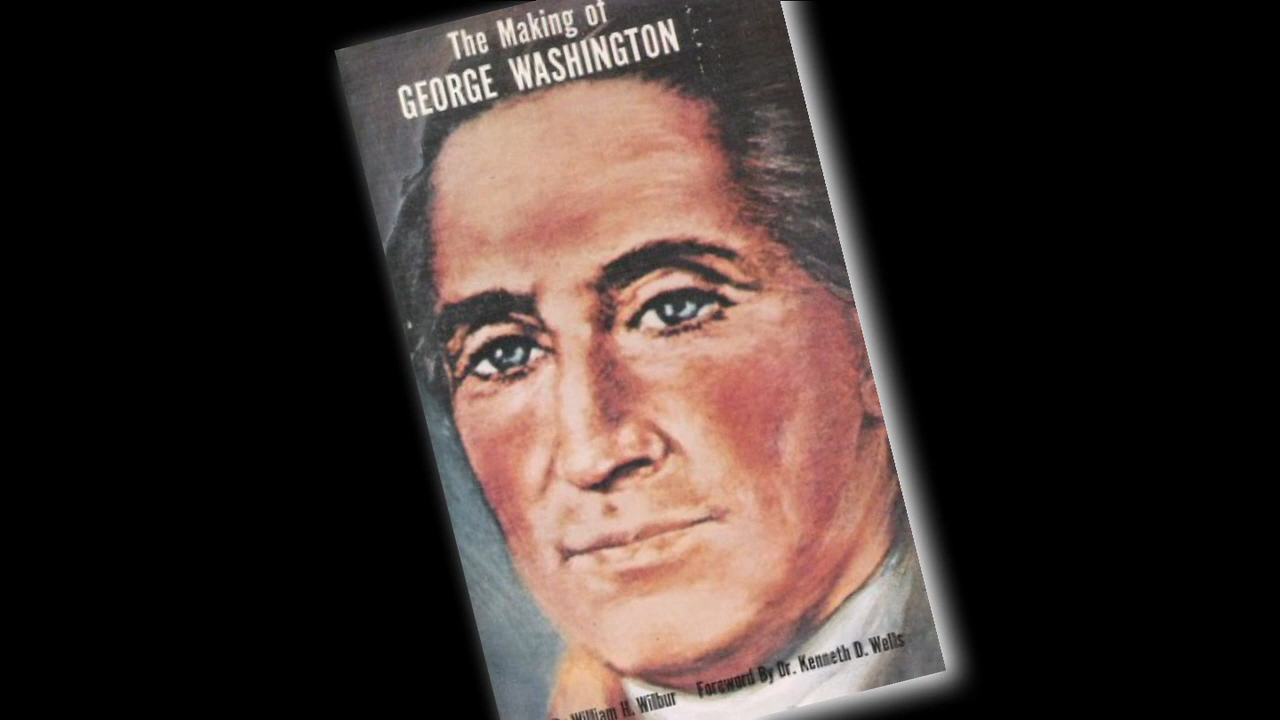 The Making of
GEORGE WASHINGTON
William H. Wilbur Foreword By Dr. Kenneth D. Wells